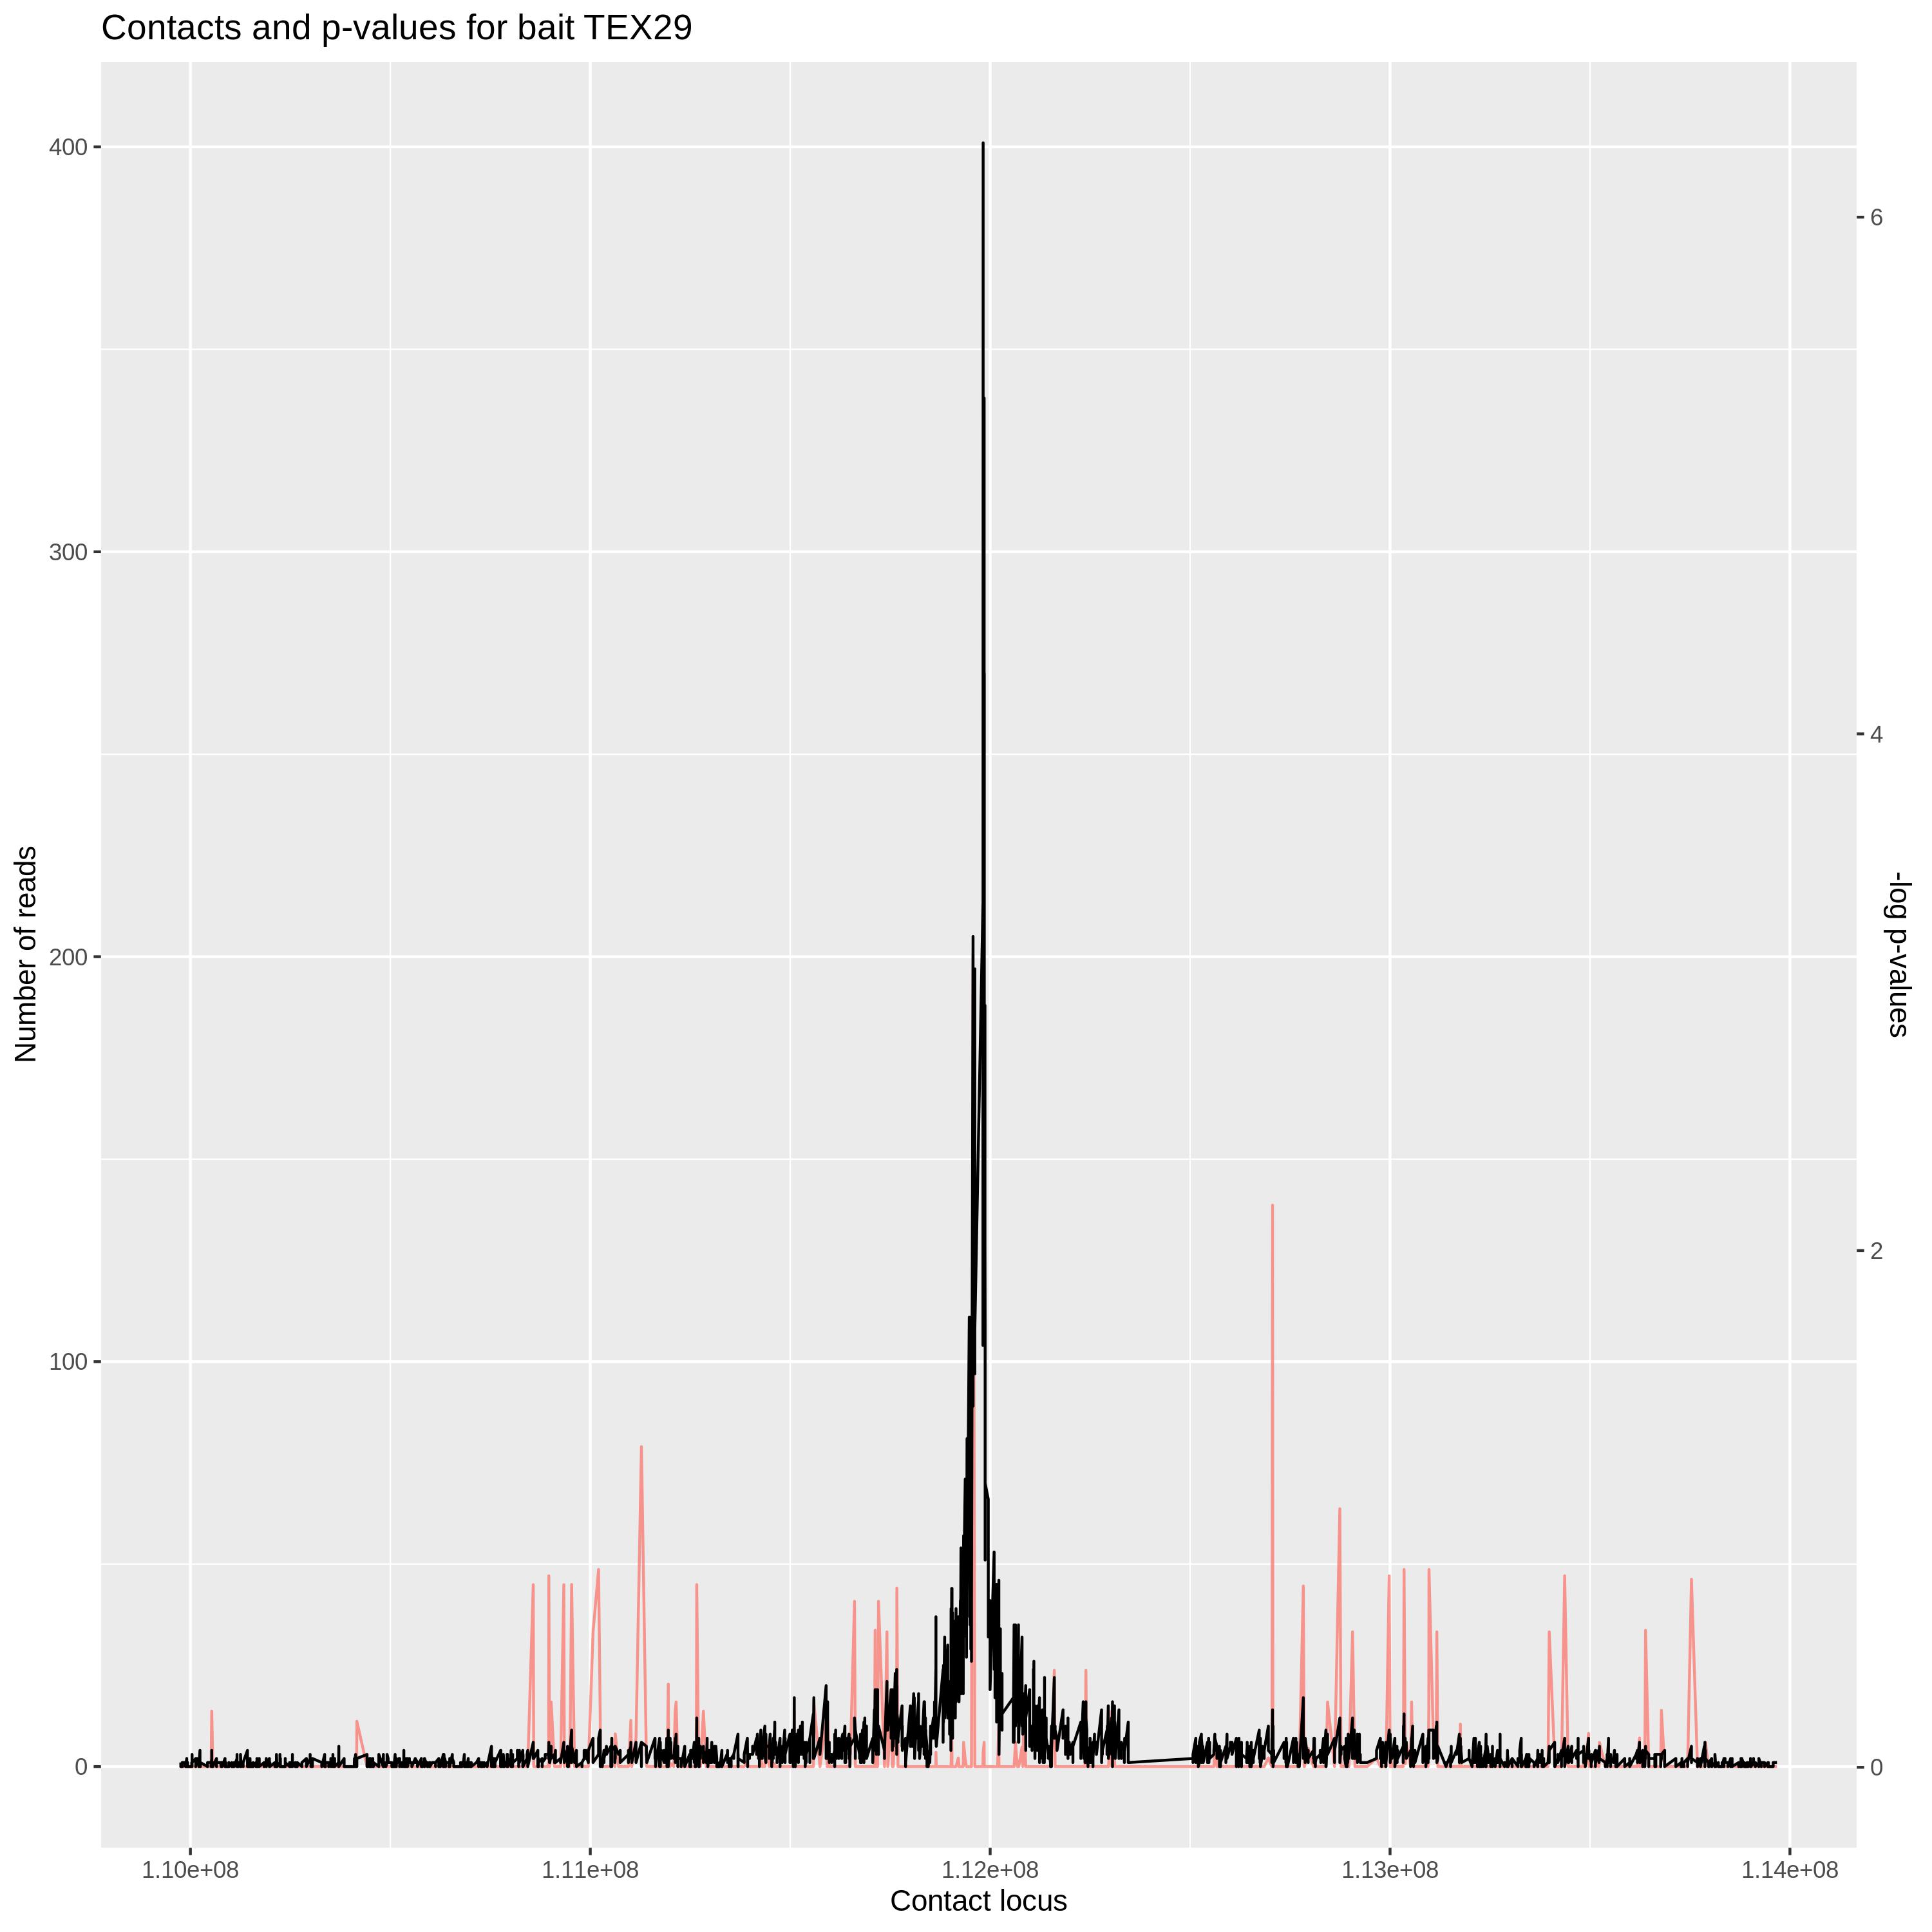 Contacts and p-values for bait TEX29
400
300
200
100
0
Number of reads
6
4
2
0
-log p-values
1.10e+08 1.11e+08 1.12e+08 1.13e+08 1.14e+08
Contact locus